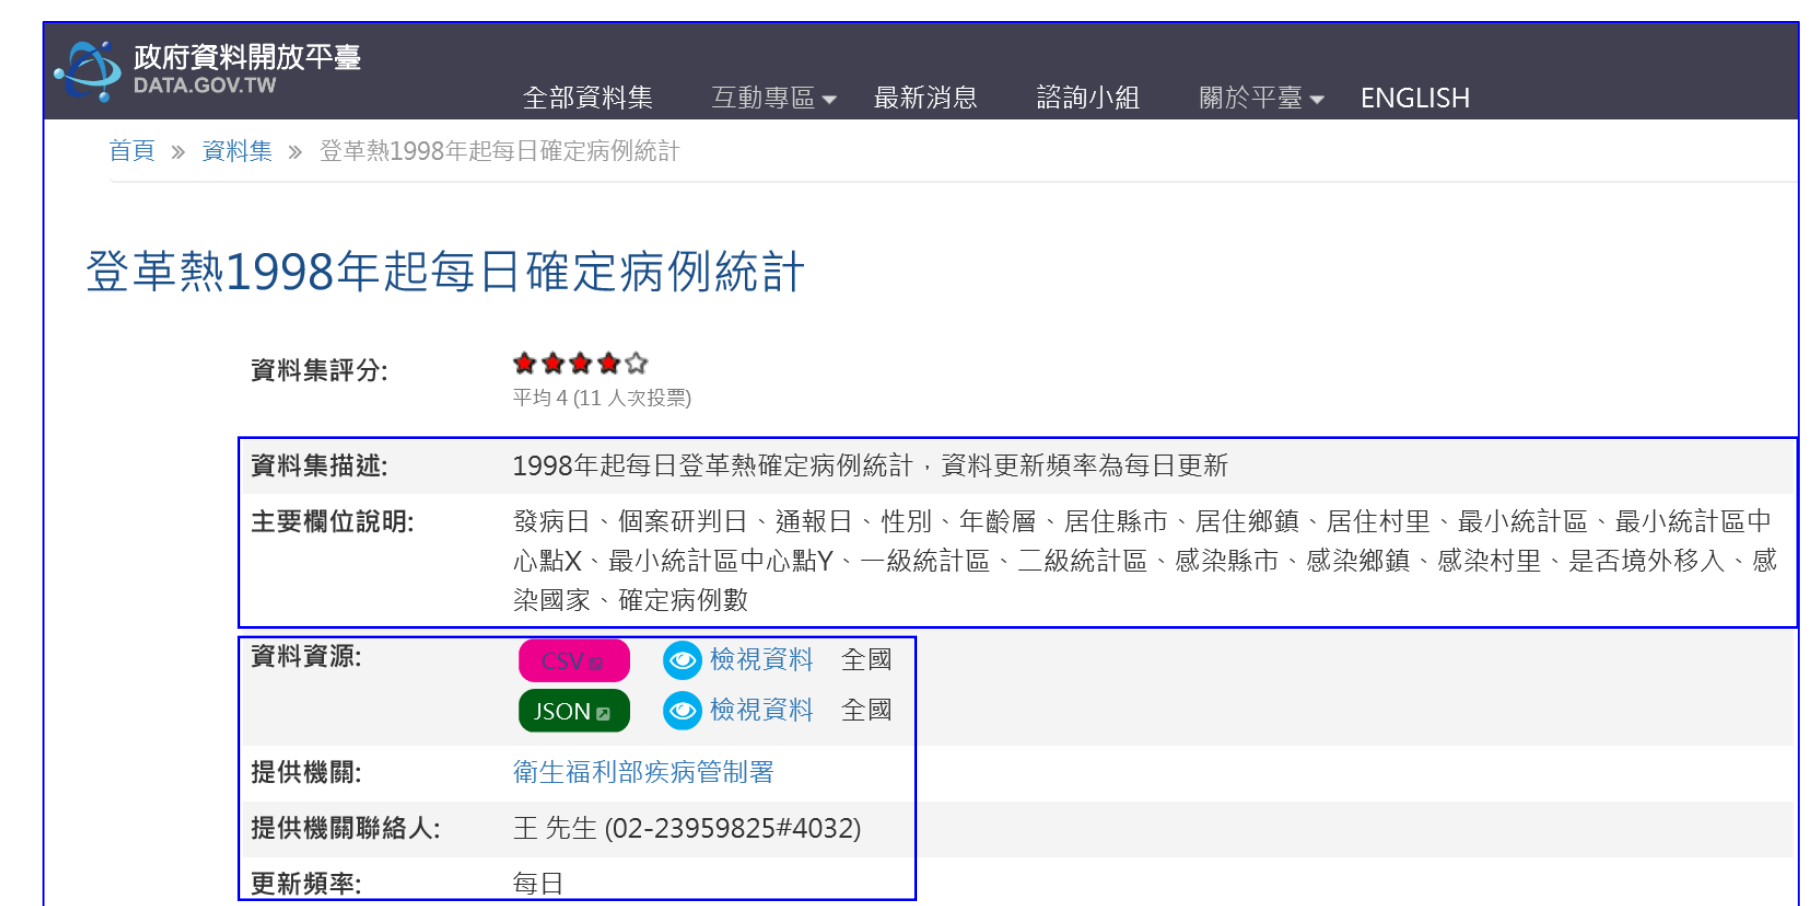 政府資料開放平臺
DATA.GOV.TW
全部資料集 互動專區 最新消息 諮詢小組 關於平臺 ENGLISH
首頁 » 資料集 » 登革熱1998年起每日確定病例統計
登革熱1998年起每日確定病例統計
資料集評分:
平均 4 (11 人次投票)
資料集描述: 1998年起每日登革熱確定病例統計，資料更新頻率為每日更新
主要欄位說明: 發病日、個案研判日、通報日、性別、年齡層、居住縣市、居住鄉鎮、居住村里、最小統計區、最小統計區中
心點X、最小統計區中心點Y、一級統計區、二級統計區、感染縣市、感染鄉鎮、感染村里、是否境外移入、感
染國家、確定病例數
資料資源: CSV 檢視資料 全國
JSON 檢視資料 全國
提供機關: 衛生福利部疾病管制署
提供機關聯絡人: 王 先生 (02-23959825#4032)
更新頻率: 每日